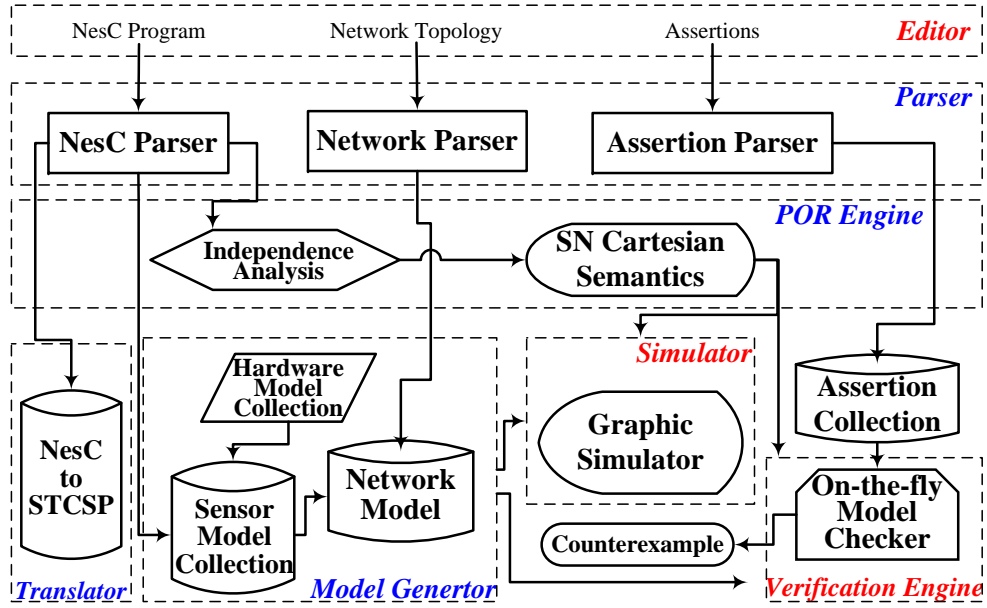 NesC Program
Network Topology
Assertions
Editor
Parser
NesC Parser
Network Parser
Assertion Parser
POR Engine
Independence
Analysis
SN Cartesian
Semantics
Simulator
Hardware
Model
Collection
Assertion
Collection
Graphic
Simulator
NesC
to
STCSP
Network
Model
Sensor
Model
Collection
On-the-fly
Model
Checker
Counterexample
Translator
Model Genertor
Verification Engine